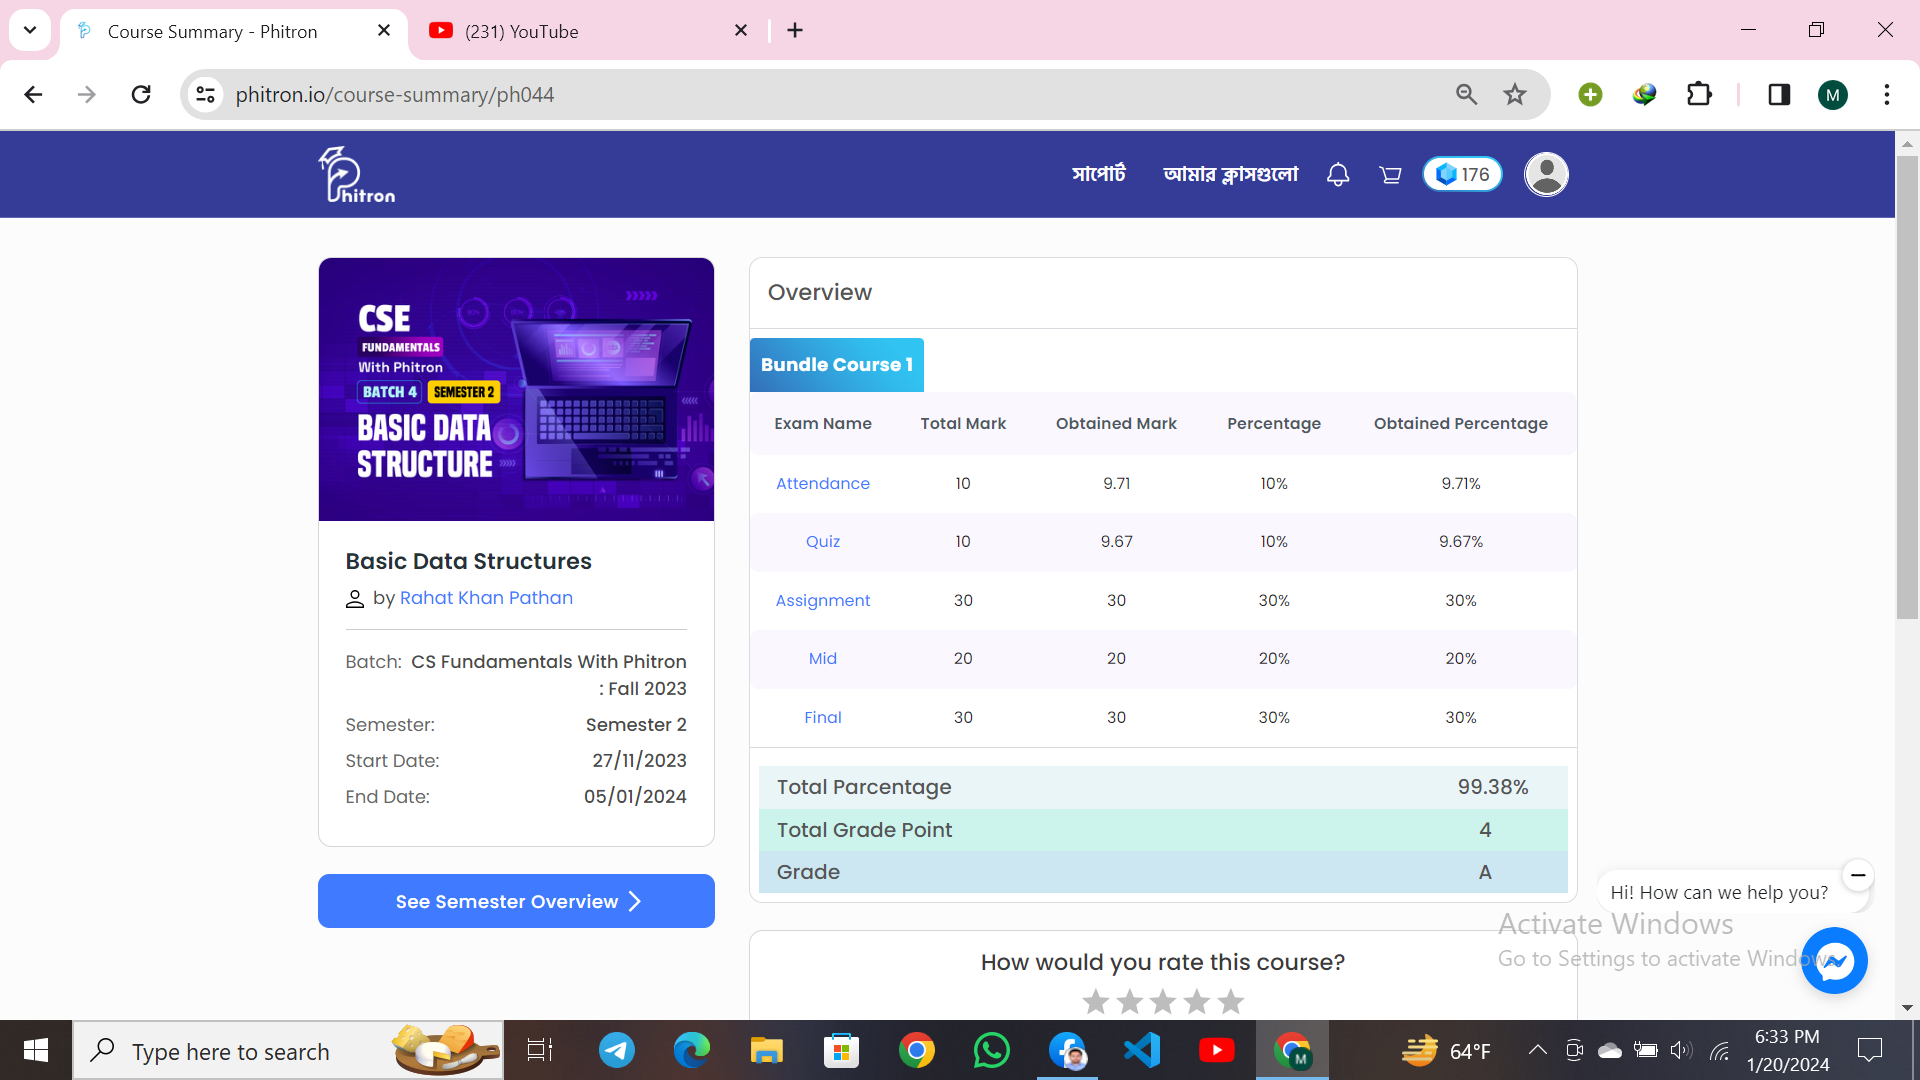 Course Summary - Phitron
(231) YouTube
phitron.io/course-summary/ph044
M
Phitron
সাপোর্ট
আমার ক্লাসগুলো
176
CSE
FUNDAMENTALS
With Phitron
BATCH 4 SEMESTER 2
BASIC DATA
STRUCTURE
Basic Data Structures
by Rahat Khan Pathan
Batch: CS Fundamentals With Phitron
: Fall 2023
Semester: Semester 2
Start Date: 27/11/2023
End Date: 05/01/2024
See Semester Overview
Overview
Bundle Course 1
Exam Name Total Mark Obtained Mark Percentage Obtained Percentage
Attendance 10 9.71 10% 9.71%
Quiz 10 9.67 10% 9.67%
Assignment 30 30 30% 30%
Mid 20 20 20% 20%
Final 30 30 30% 30%
Total Parcentage 99.38%
Total Grade Point 4
Grade A
How would you rate this course?
Hi! How can we help you?
Activate Windows
Go to Settings to activate Windows.
Type here to search
M
64°F
6:33 PM
1/20/2024